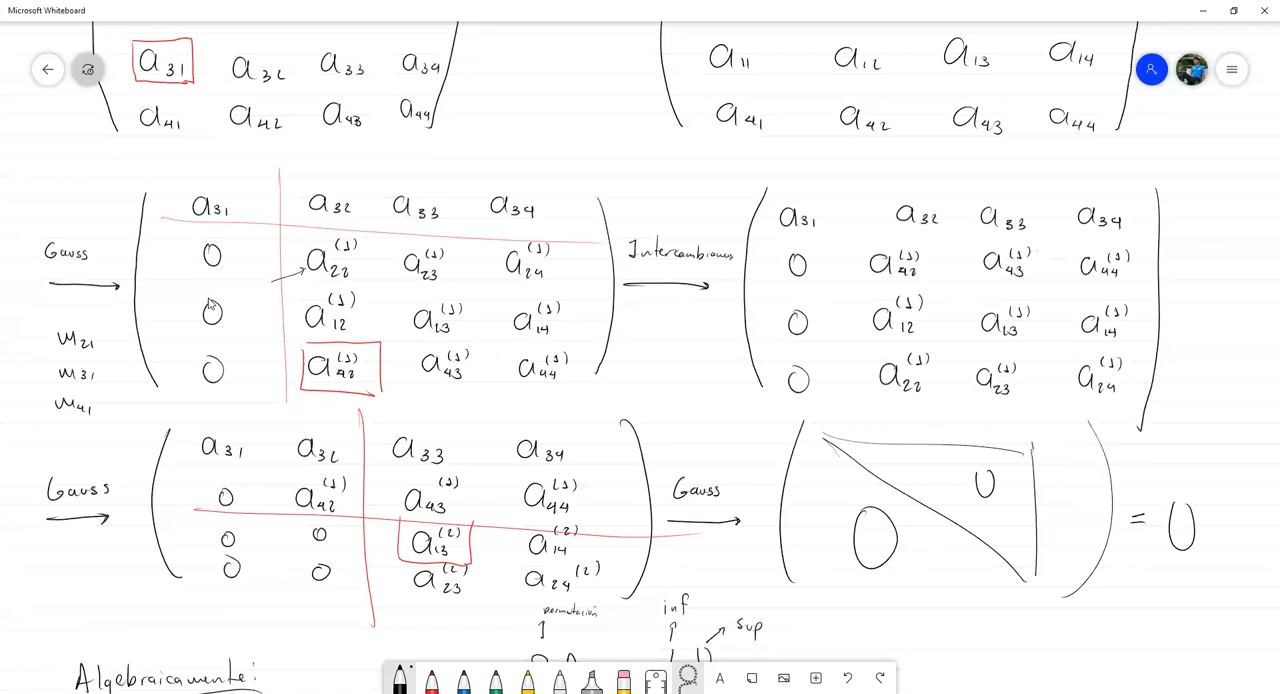 Microsoft Whiteboard
a31 a32 a33 a34
a41 a42 a43 a44
a11 a12 a13 a14
a41 a42 a43 a44
Gauss
m21
m31
m41
a31 a32 a33 a34
0 a22(1) a23(1) a24(1)
0 a12(1) a13(1) a14(1)
0 a42(1) a43(1) a44(1)
Intercambiamos
a31 a32 a33 a34
0 a42(1) a43(1) a44(1)
0 a12(1) a13(1) a14(1)
0 a22(1) a23(1) a24(1)
Gauss
a31 a32 a33 a34
0 a42(1) a43(1) a44(1)
0 0 a13(2) a14(2)
0 0 a23(2) a24(2)
Gauss
0 U = U
permutación inf
sup
Algebraicamente:
A